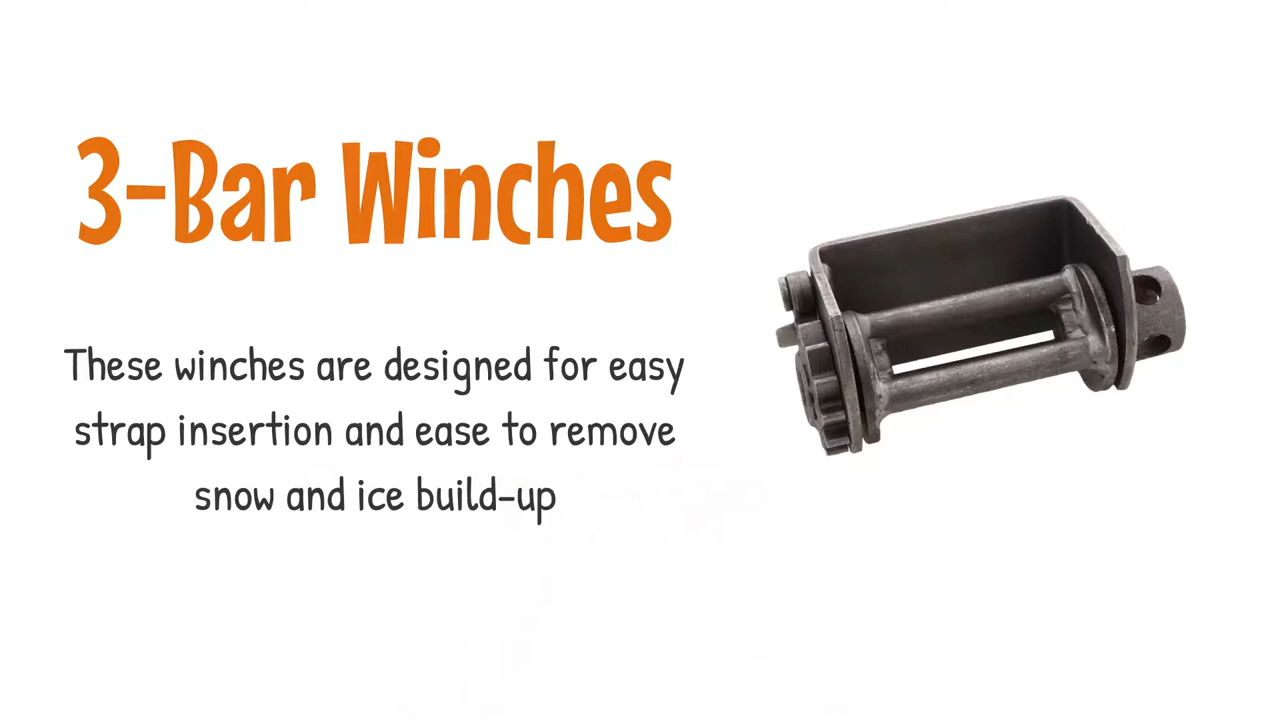 3-Bar Winches
These winches are designed for easy
strap insertion and ease to remove
snow and ice build-up